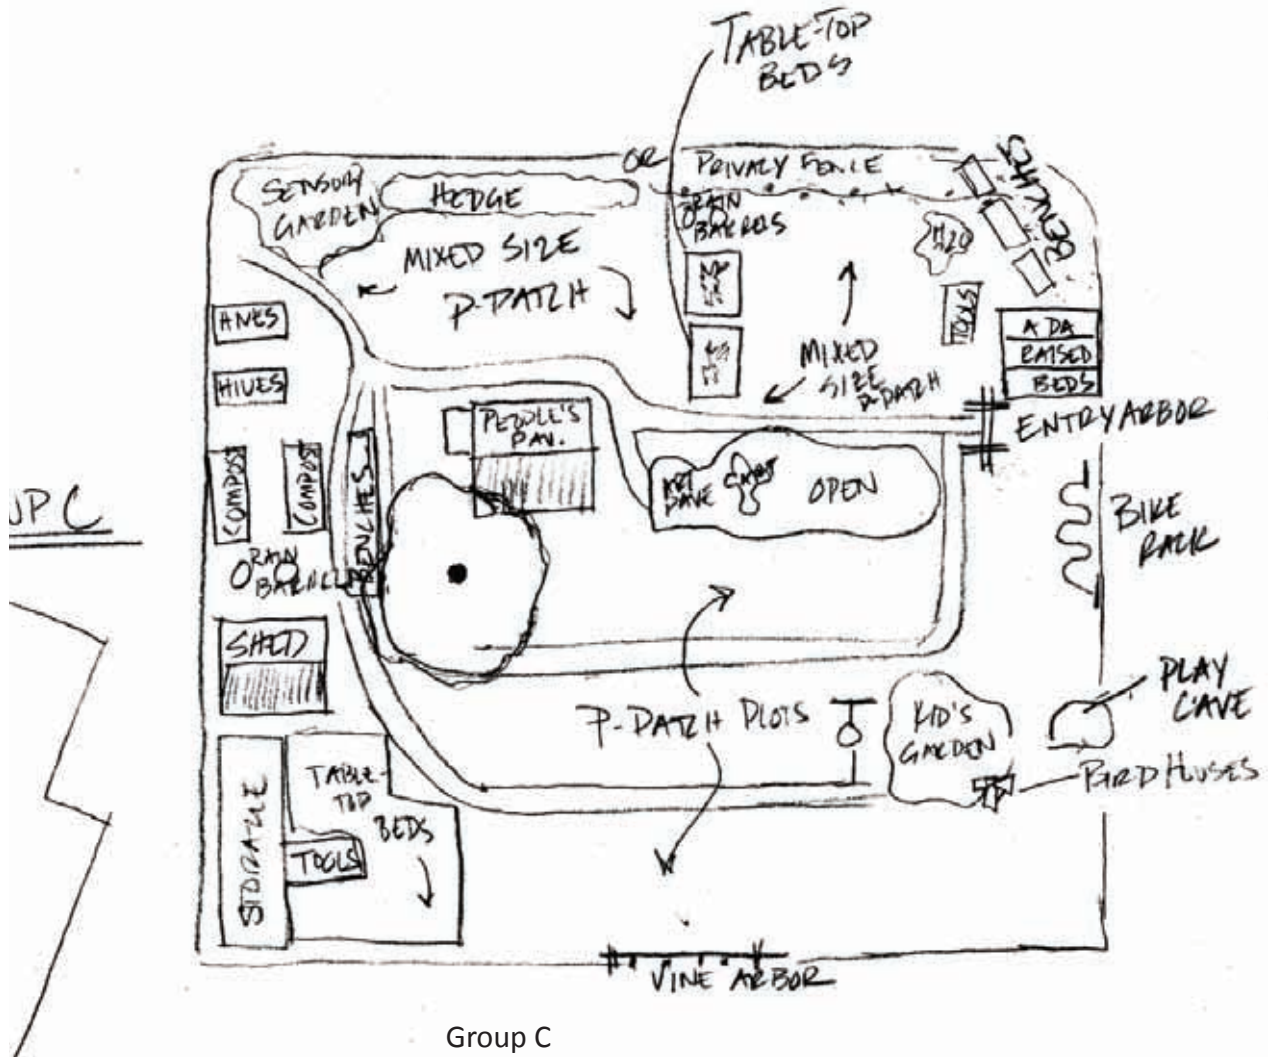 TABLE-TOP
BEDS
OR
PRIVACY FENCE
BENCHES
SENSORY
GARDEN
HEDGE
RAIN
BARRELS
H2O
MIXED SIZE
P-PATCH
TOOLS
HIVES
HIVES
ADA
RAISED
BEDS
MIXED
SIZE
P-PATCH
ENTRY ARBOR
PEOPLE'S
PAV.
COMPOST
COMPOST
BENCHES
ART
OPEN
UP C
BIKE
RACK
RAIN
BARRELS
SHED
PLAY
CAVE
P-PATCH PLOTS
KID'S
GARDEN
BIRD HOUSES
STORAGE
TABLE-
TOP
BEDS
TOOLS
VINE ARBOR
Group C